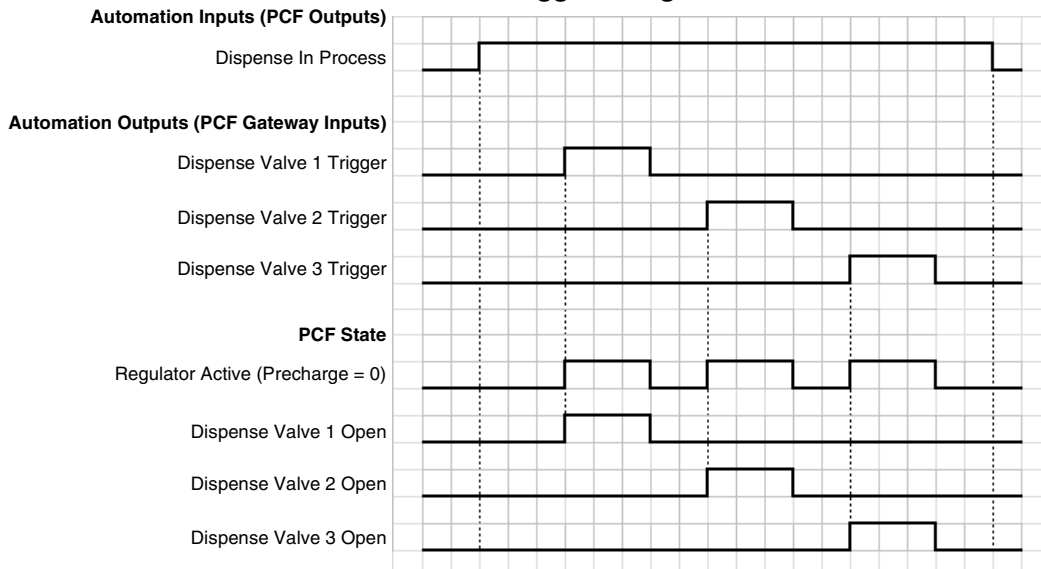 Automation Inputs (PCF Outputs)
Dispense In Process
Automation Outputs (PCF Gateway Inputs)
Dispense Valve 1 Trigger
Dispense Valve 2 Trigger
Dispense Valve 3 Trigger
PCF State
Regulator Active (Precharge = 0)
Dispense Valve 1 Open
Dispense Valve 2 Open
Dispense Valve 3 Open